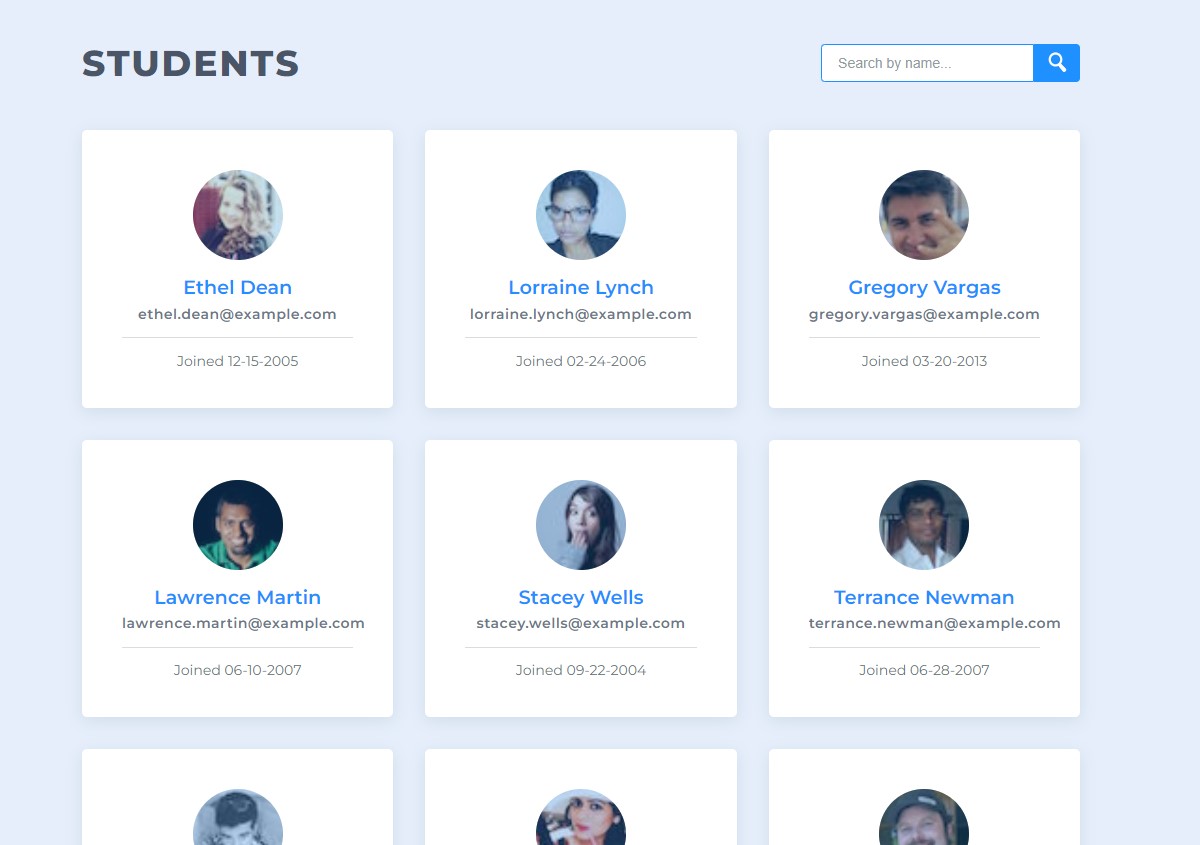 STUDENTS
Search by name...
Ethel Dean
ethel.dean@example.com
Joined 12-15-2005
Lorraine Lynch
lorraine.lynch@example.com
Joined 02-24-2006
Gregory Vargas
gregory.vargas@example.com
Joined 03-20-2013
Lawrence Martin
lawrence.martin@example.com
Joined 06-10-2007
Stacey Wells
stacey.wells@example.com
Joined 09-22-2004
Terrance Newman
terrance.newman@example.com
Joined 06-28-2007